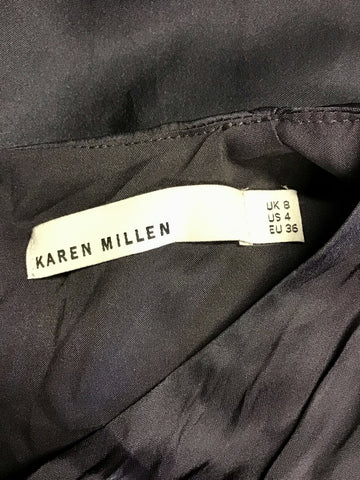 KAREN MILLEN
UK 8
US 4
EU 36